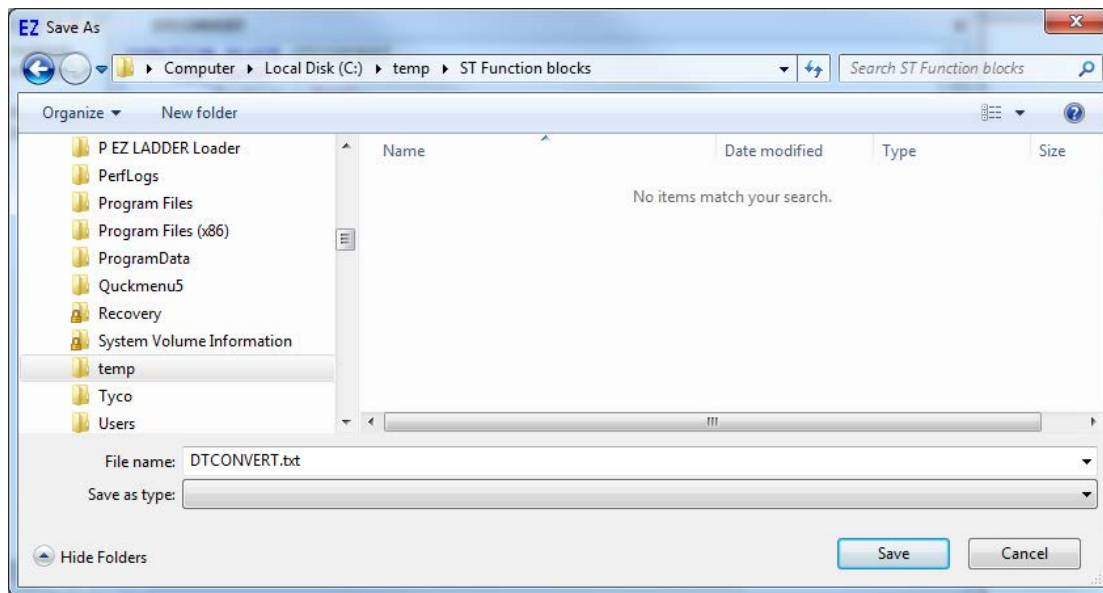 EZ Save As
Computer Local Disk (C:) temp ST Function blocks Search ST Function blocks
Organize New folder
Name Date modified Type Size
No items match your search.
P EZ LADDER Loader
PerfLogs
Program Files
Program Files (x86)
ProgramData
Quckmenu5
Recovery
System Volume Information
temp
Tyco
Users
File name: DTCONVERT.txt
Save as type:
Hide Folders Save Cancel